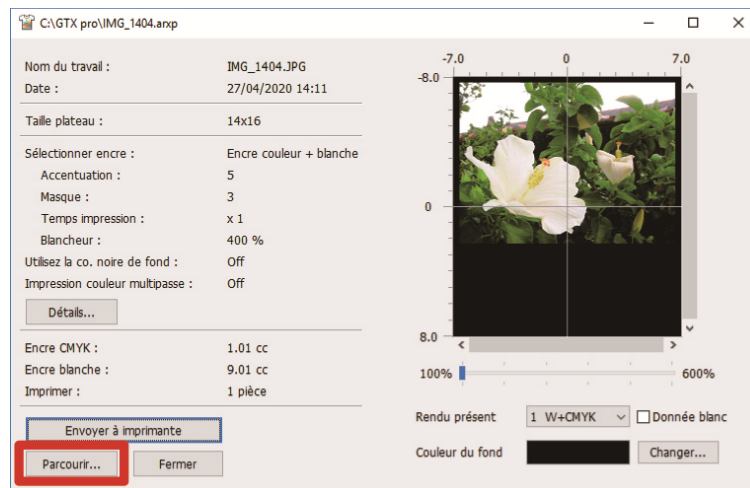 C:\GTX pro\IMG_1404.arxp
Nom du travail : IMG_1404.JPG
Date : 27/04/2020 14:11
Taille plateau : 14x16
Sélectionner encre : Encre couleur + blanche
Accentuation : 5
Masque : 3
Temps impression : x 1
Blancheur : 400 %
Utilisez la co. noire de fond : Off
Impression couleur multipasse : Off
Détails...
Encre CMYK : 1.01 cc
Encre blanche : 9.01 cc
Imprimer : 1 pièce
Envoyer à imprimante
Parcourir... Fermer
-7.0 0 7.0
-8.0
0
8.0
100% 600%
Rendu présent 1 W+CMYK Donnée blanc
Couleur du fond Changer...